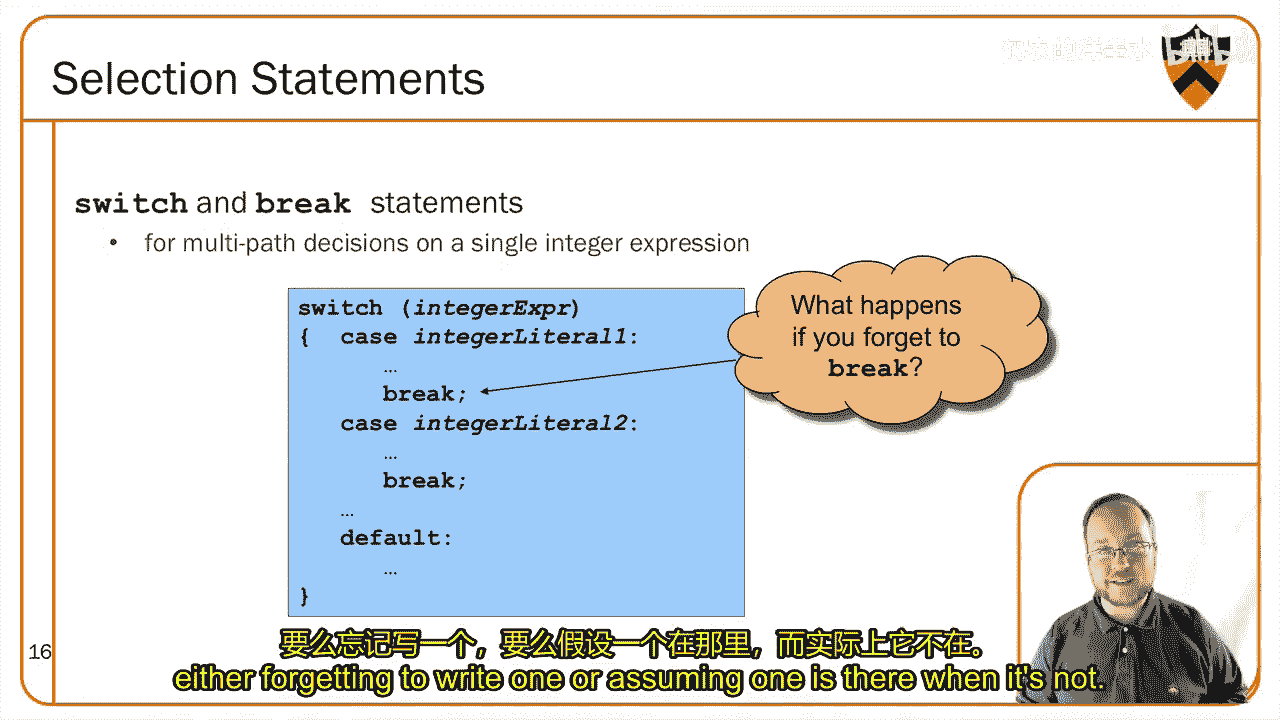 Selection Statements
switch and break statements
• for multi-path decisions on a single integer expression
switch (integerExpr)
{ case integerLiteral1:
…
break;
case integerLiteral2:
…
break;
…
default:
…
}
What happens
if you forget to
break?
16
要么忘记写一个，要么假设一个在那里，而实际上它不在。
either forgetting to write one or assuming one is there when it's not.